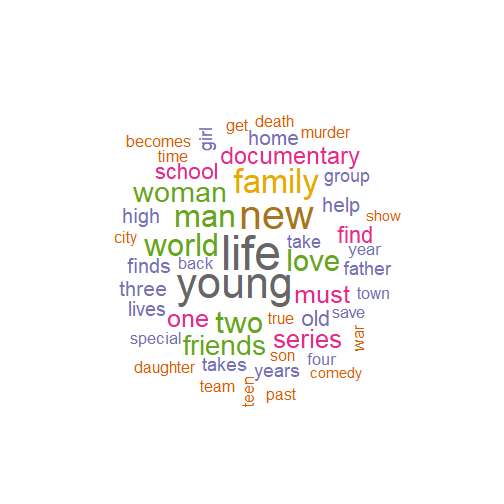 get death
becomes girl home murder
time documentary
school family group
woman
high man new help show
city world life take find year
finds back love father
three young must town
lives one two true old save
special friends series war
daughter takes son four
team teen years comedy
past